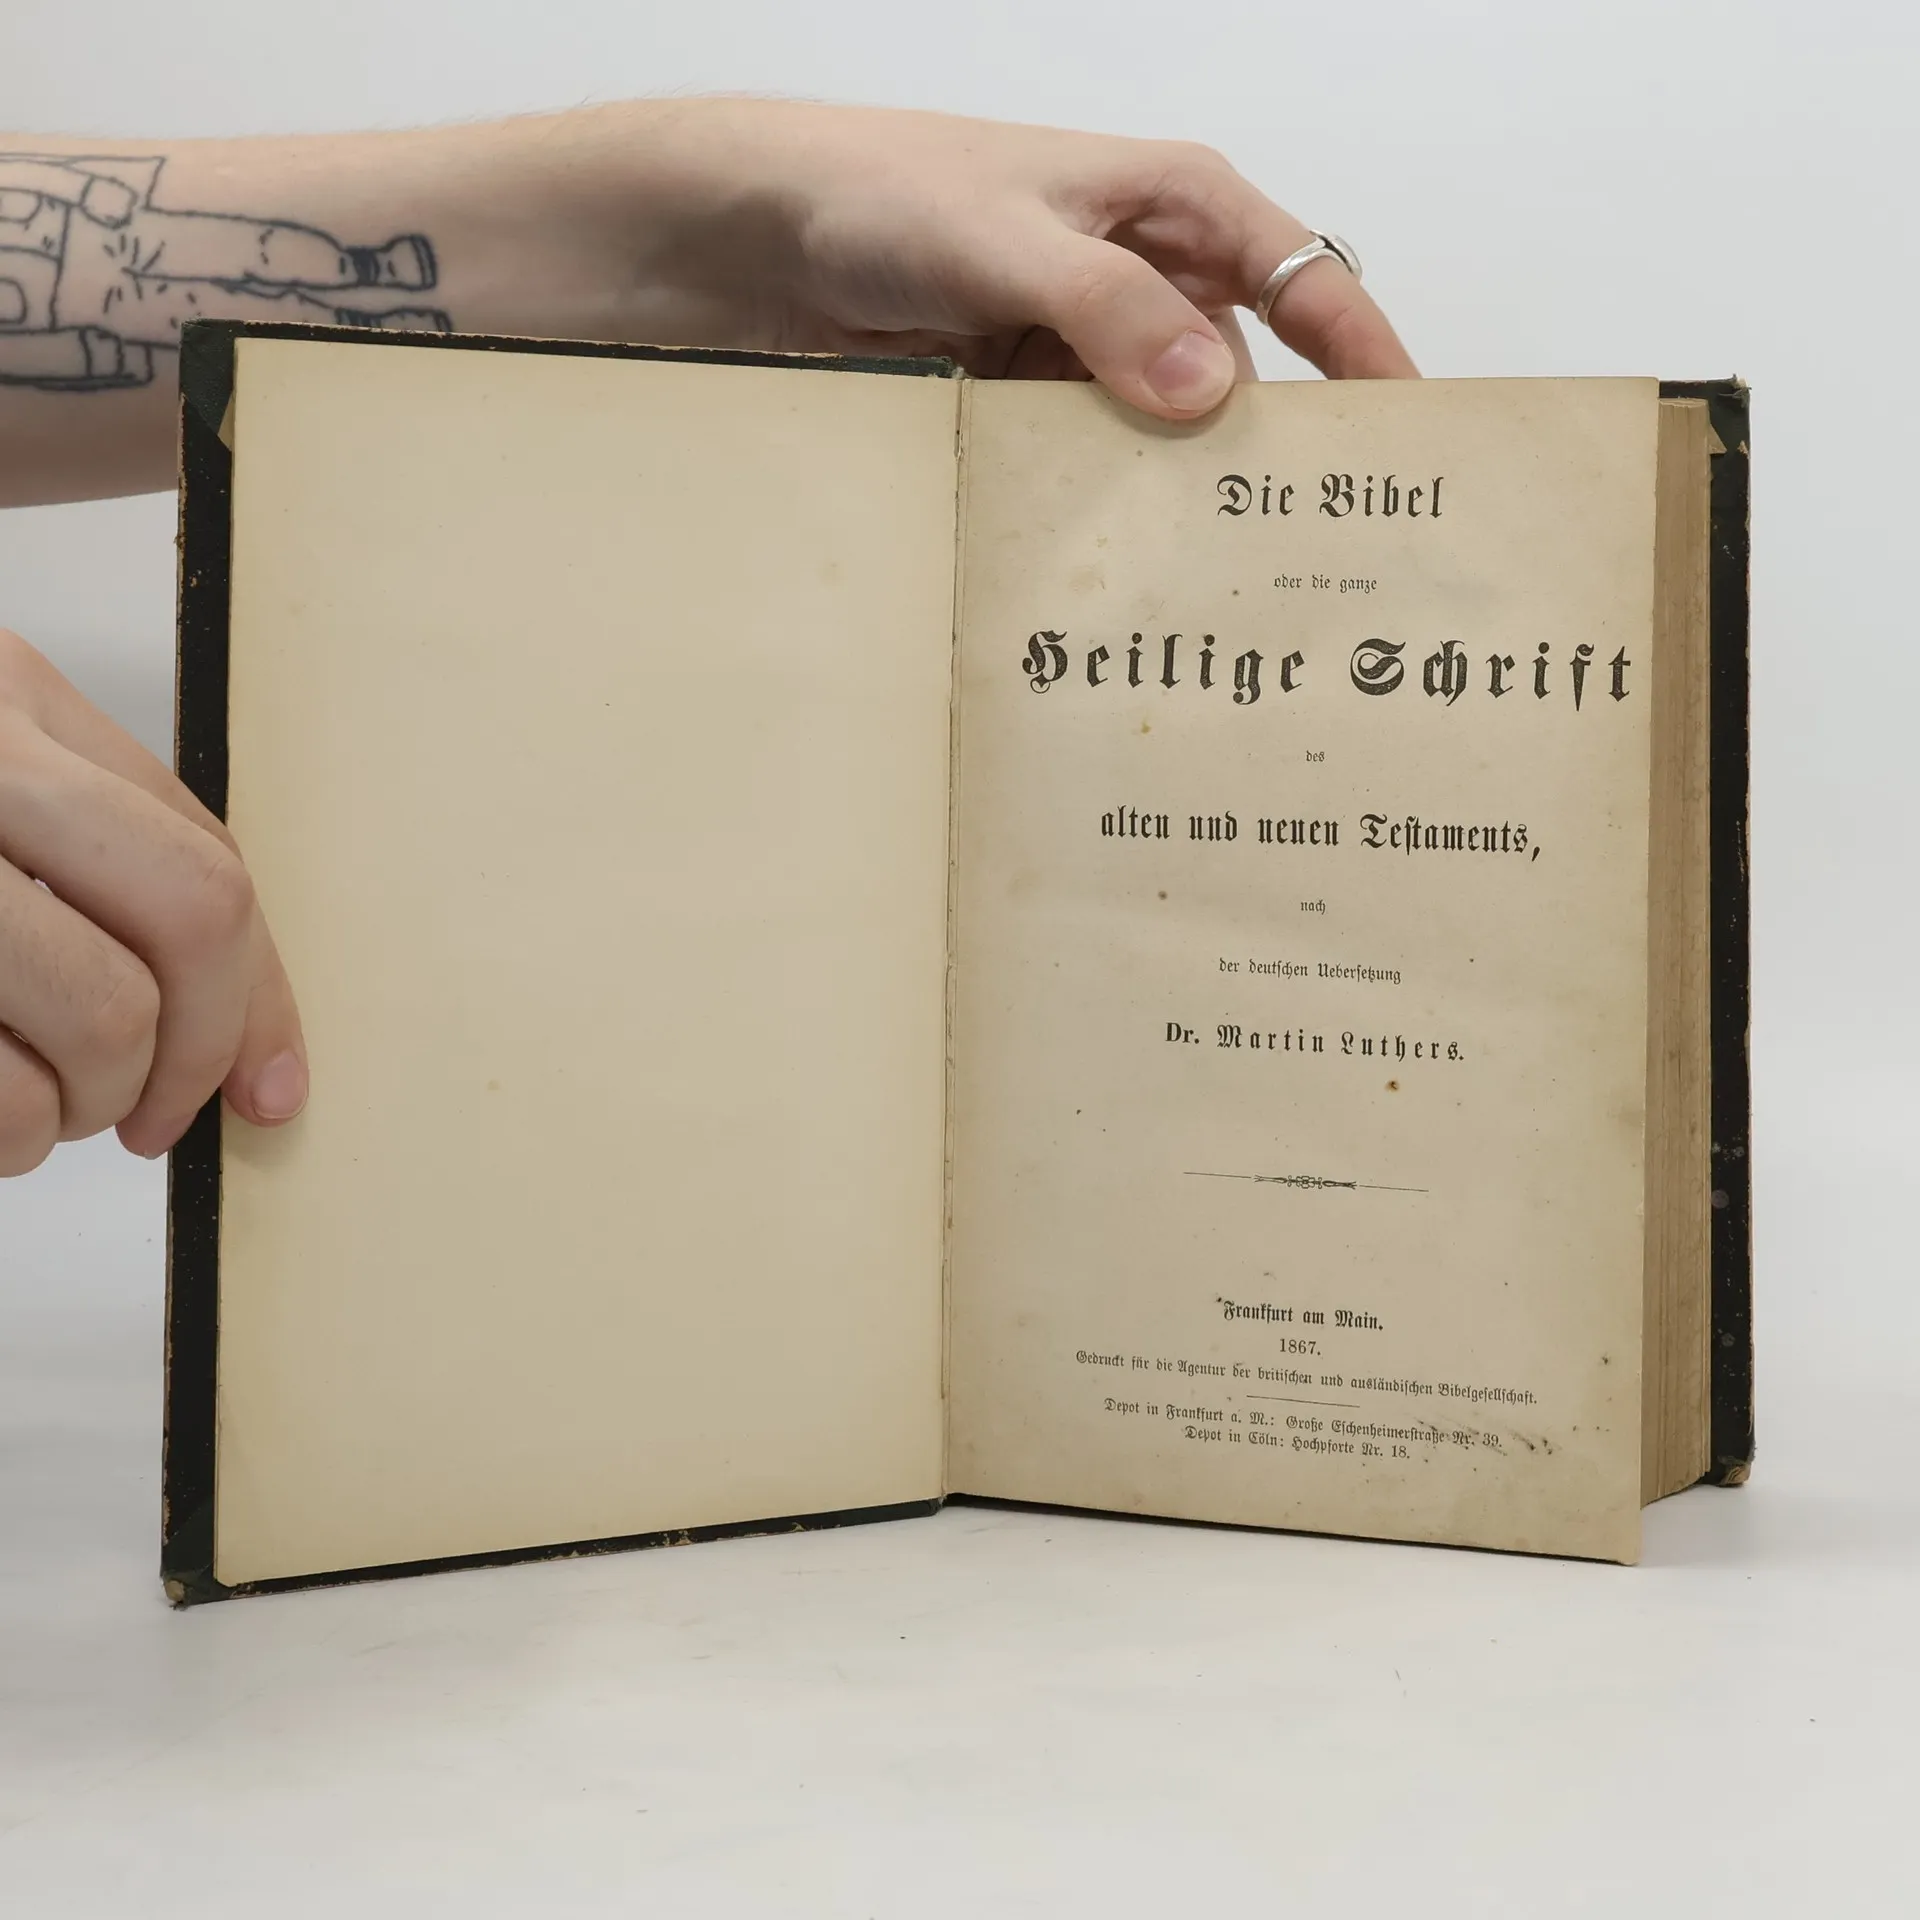 Die Bibel
oder die ganze
Heilige Schrift
des
alten und neuen Testaments,
nach
der deutschen Uebersetzung
Dr. Martin Luthers.
Frankfurt am Main.
1867.
Gedruckt für die Agentur der britischen und ausländischen Bibelgesellschaft.
Depot in Frankfurt a. M.: Große Eschenheimerstraße Nr. 39.
Depot in Cöln: Hochpforte Nr. 18.